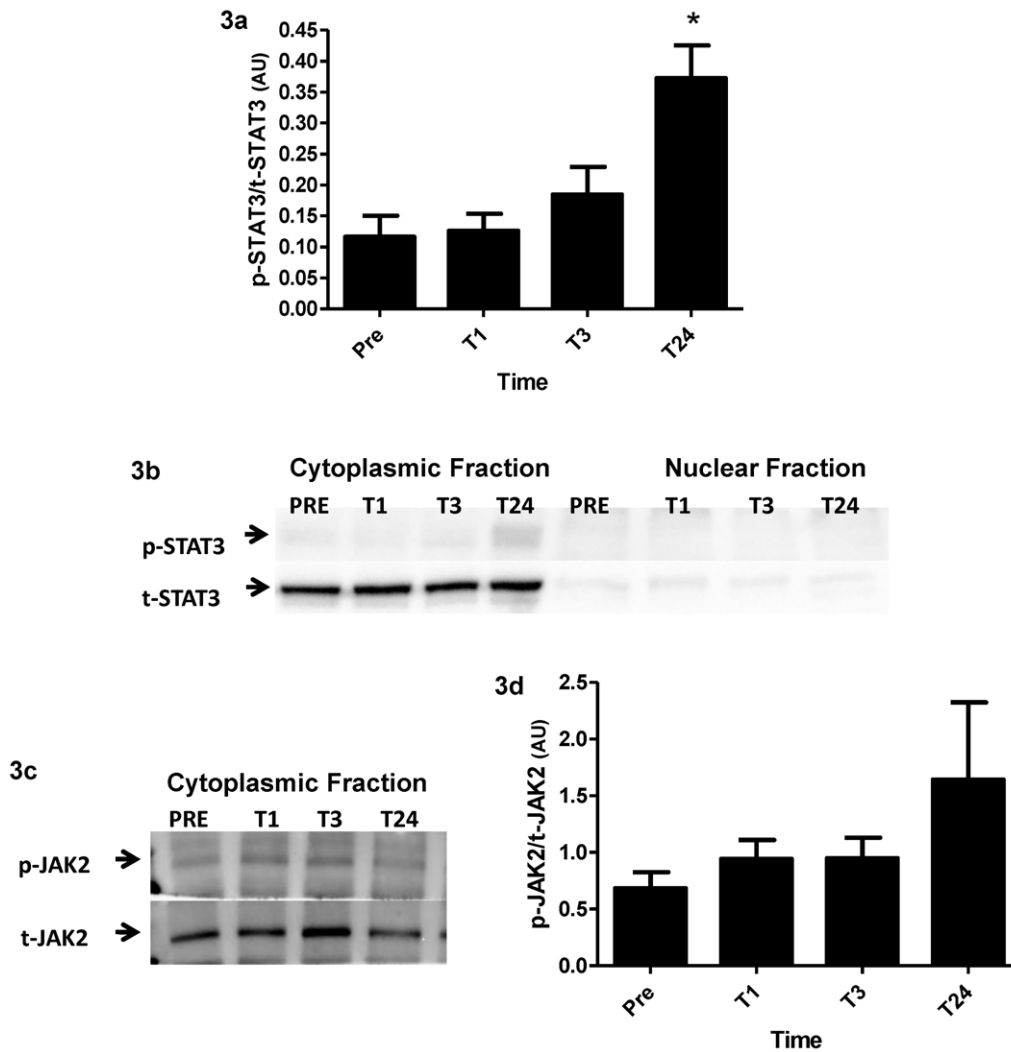 3a
*
p-STAT3/t-STAT3 (AU)
0.45
0.40
0.35
0.30
0.25
0.20
0.15
0.10
0.05
0.00
Pre
T1
T3
T24
Time
3b
Cytoplasmic Fraction
Nuclear Fraction
PRE T1 T3 T24 PRE T1 T3 T24
p-STAT3
t-STAT3
3c
Cytoplasmic Fraction
PRE T1 T3 T24
p-JAK2
t-JAK2
3d
p-JAK2/t-JAK2 (AU)
2.5
2.0
1.5
1.0
0.5
0.0
Pre
T1
T3
T24
Time